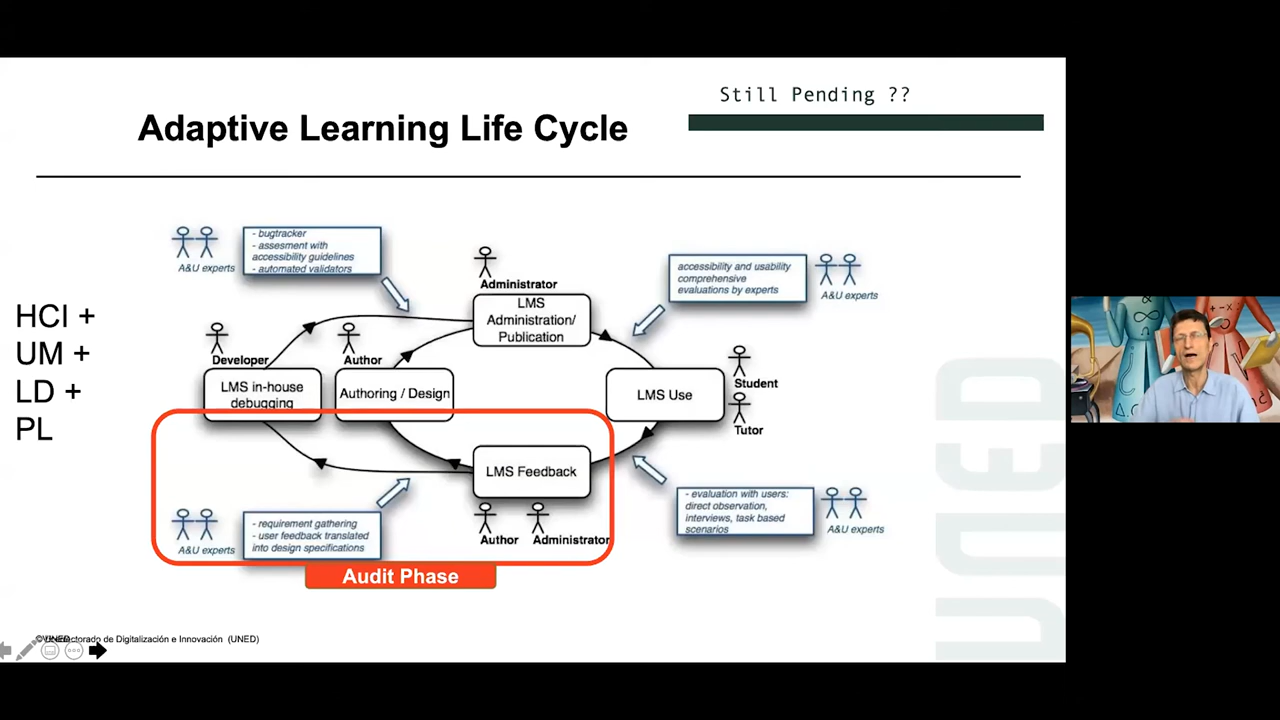 Still Pending ??
Adaptive Learning Life Cycle
HCI +
UM +
LD +
PL
- bugtracker
- assesment with
accessibility guidelines
- automated validators
A&U experts
Administrator
LMS
Administration/
Publication
accessibility and usability
comprehensive
evaluations by experts
A&U experts
Developer
LMS in-house
debugging
Author
Authoring / Design
LMS Use
Student
Tutor
LMS Feedback
Author
Administrator
- requirement gathering
- user feedback translated
into design specifications
A&U experts
- evaluation with users:
direct observation,
interviews, task based
scenarios
A&U experts
Audit Phase
de Digitalización e Innovación (UNED)
UNED